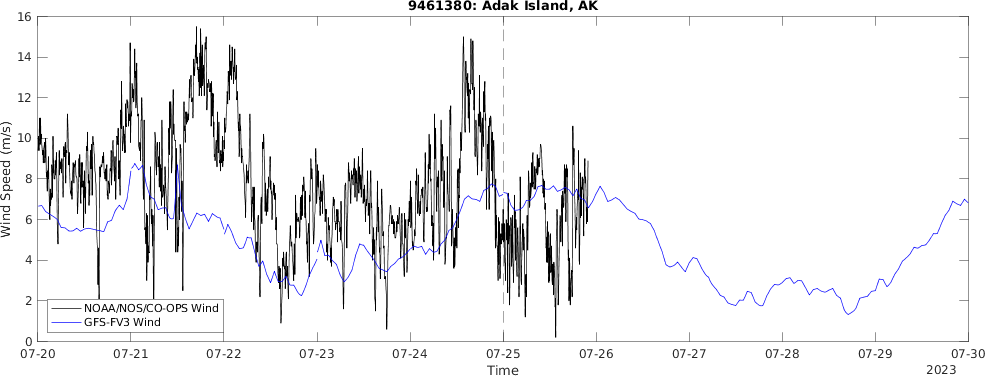 9461380: Adak Island, AK
16
14
12
10
8
6
4
2
0
Wind Speed (m/s)
NOAA/NOS/CO-OPS Wind
GFS-FV3 Wind
07-20 07-21 07-22 07-23 07-24 07-25 07-26 07-27 07-28 07-29 07-30
Time
2023